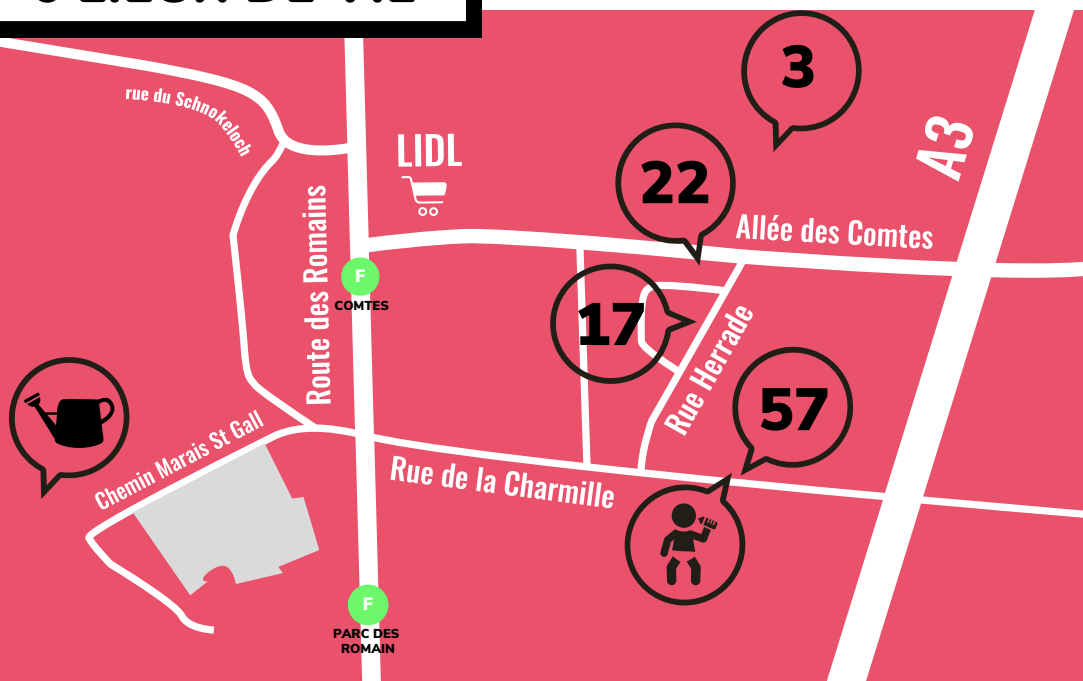 3
rue du Schnokeloch
A3
LIDL
22
Route des Romains
Allée des Comtes
F
COMTES
17
Rue Herrade
57
Chemin Marais St Gall
Rue de la Charmille
F
PARC DES
ROMAIN